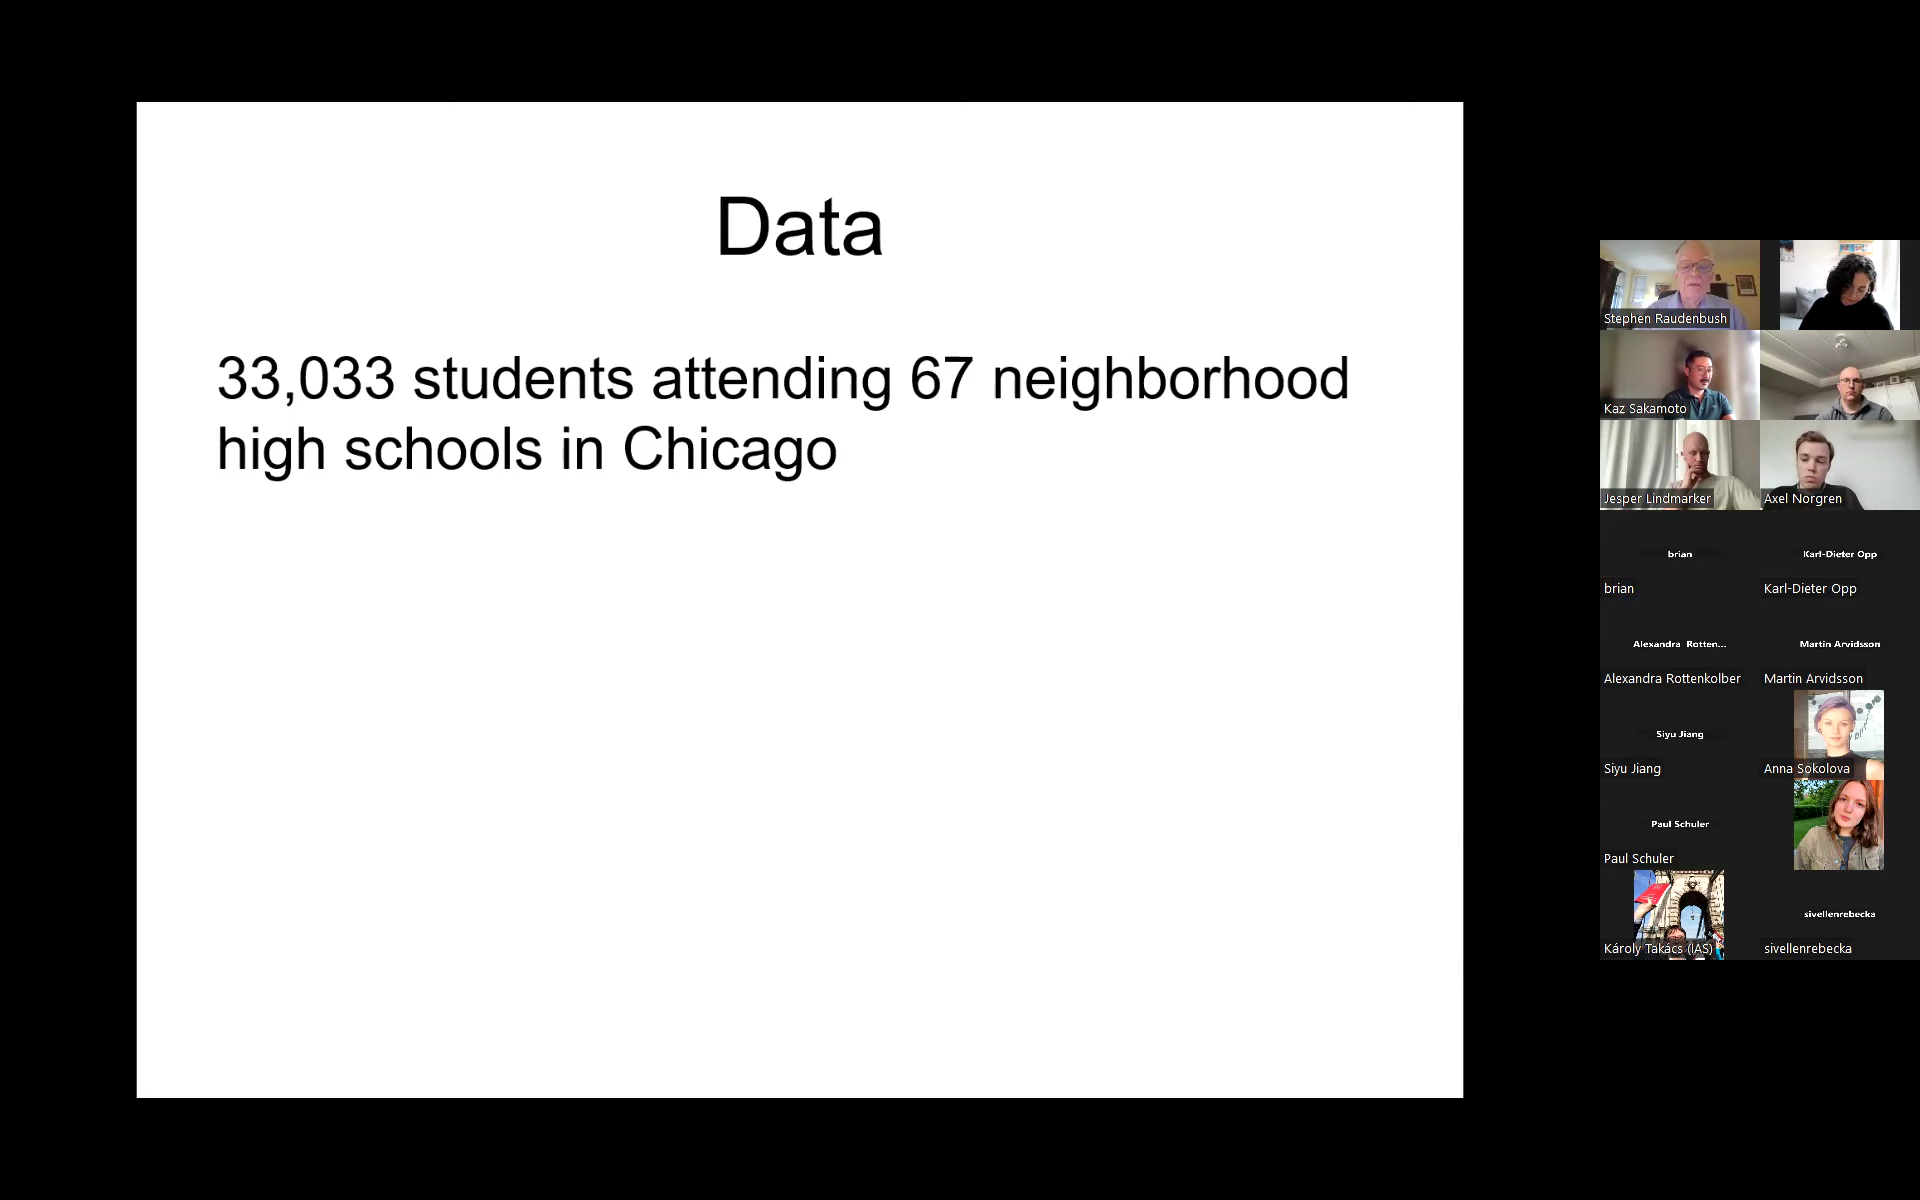 Data
33,033 students attending 67 neighborhood
high schools in Chicago
Stephen Raudenbush
Kaz Sakamoto
Jesper Lindmarker
Axel Norgren
brian
brian
Karl-Dieter Opp
Karl-Dieter Opp
Alexandra Rotten...
Alexandra Rottenkolber
Martin Arvidsson
Martin Arvidsson
Siyu Jiang
Siyu Jiang
Anna Sokolova
Paul Schuler
Paul Schuler
Károly Takács (IAS)
sivellenrebecka
sivellenrebecka